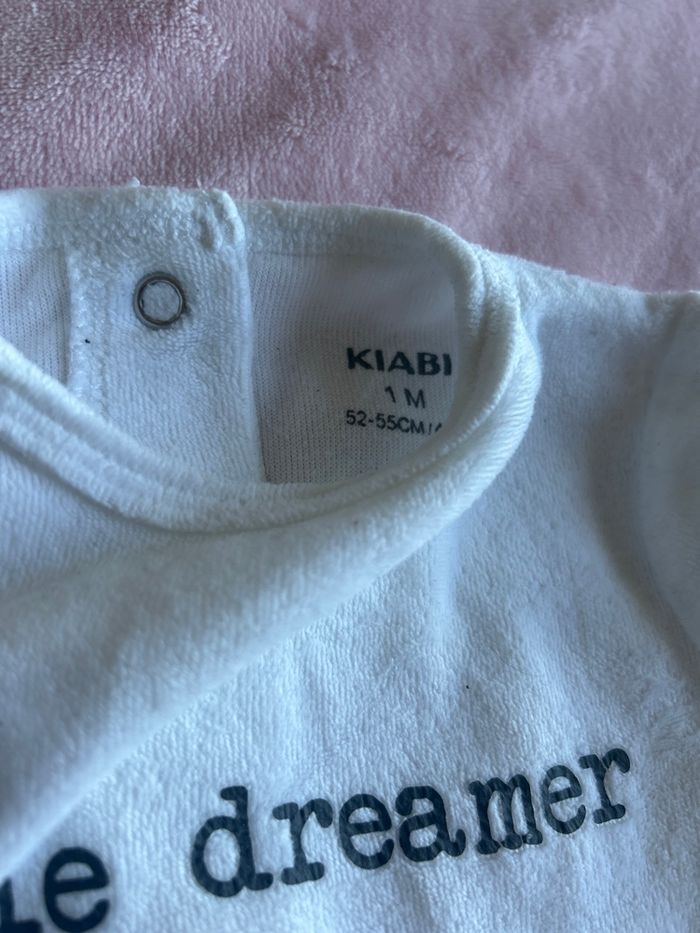 KIABI
1 M
52-55CM/
dreamer